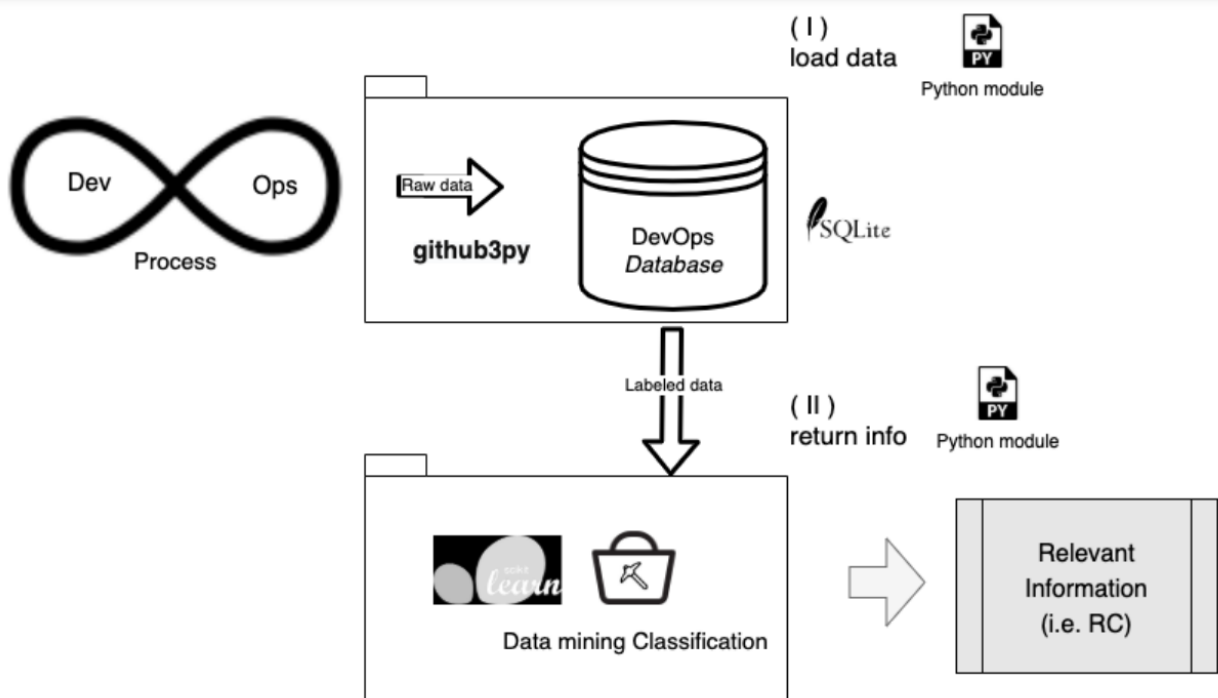 ( I )
load data
PY
Python module
Dev
Ops
Process
Raw data
github3py
DevOps
Database
SQLite
Labeled data
( II )
return info
PY
Python module
scikit
learn
Data mining Classification
Relevant
Information
(i.e. RC)